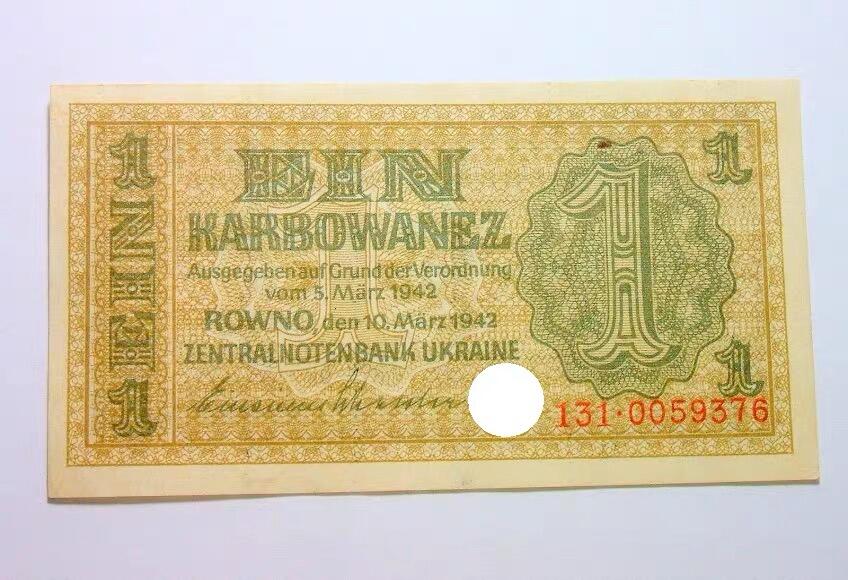 1
EIN
1
EIN
KARBOWANEZ
Ausgegeben auf Grund der Verordnung
vom 5. März 1942
ROWNO, den 10. März 1942
ZENTRALNOTENBANK UKRAINE
1
1
1
131·0059376